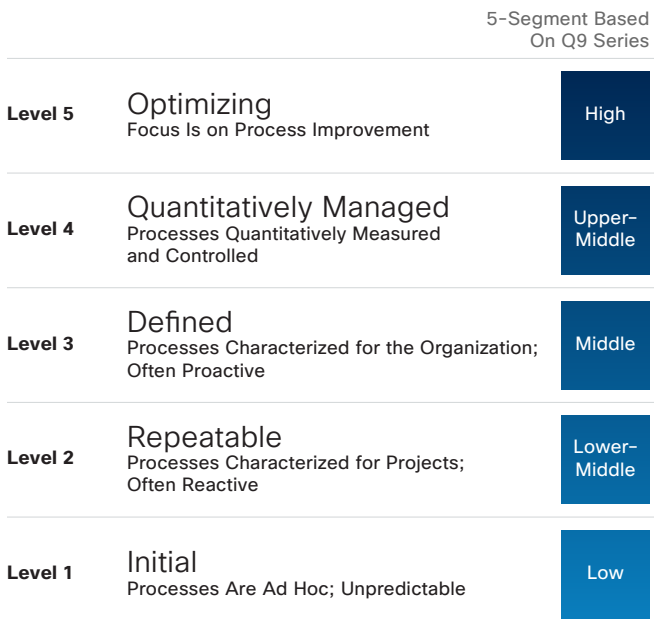 5-Segment Based
On Q9 Series
Level 5
Optimizing
Focus Is on Process Improvement
High
Level 4
Quantitatively Managed
Processes Quantitatively Measured
and Controlled
Upper-
Middle
Level 3
Defined
Processes Characterized for the Organization;
Often Proactive
Middle
Level 2
Repeatable
Processes Characterized for Projects;
Often Reactive
Lower-
Middle
Level 1
Initial
Processes Are Ad Hoc; Unpredictable
Low